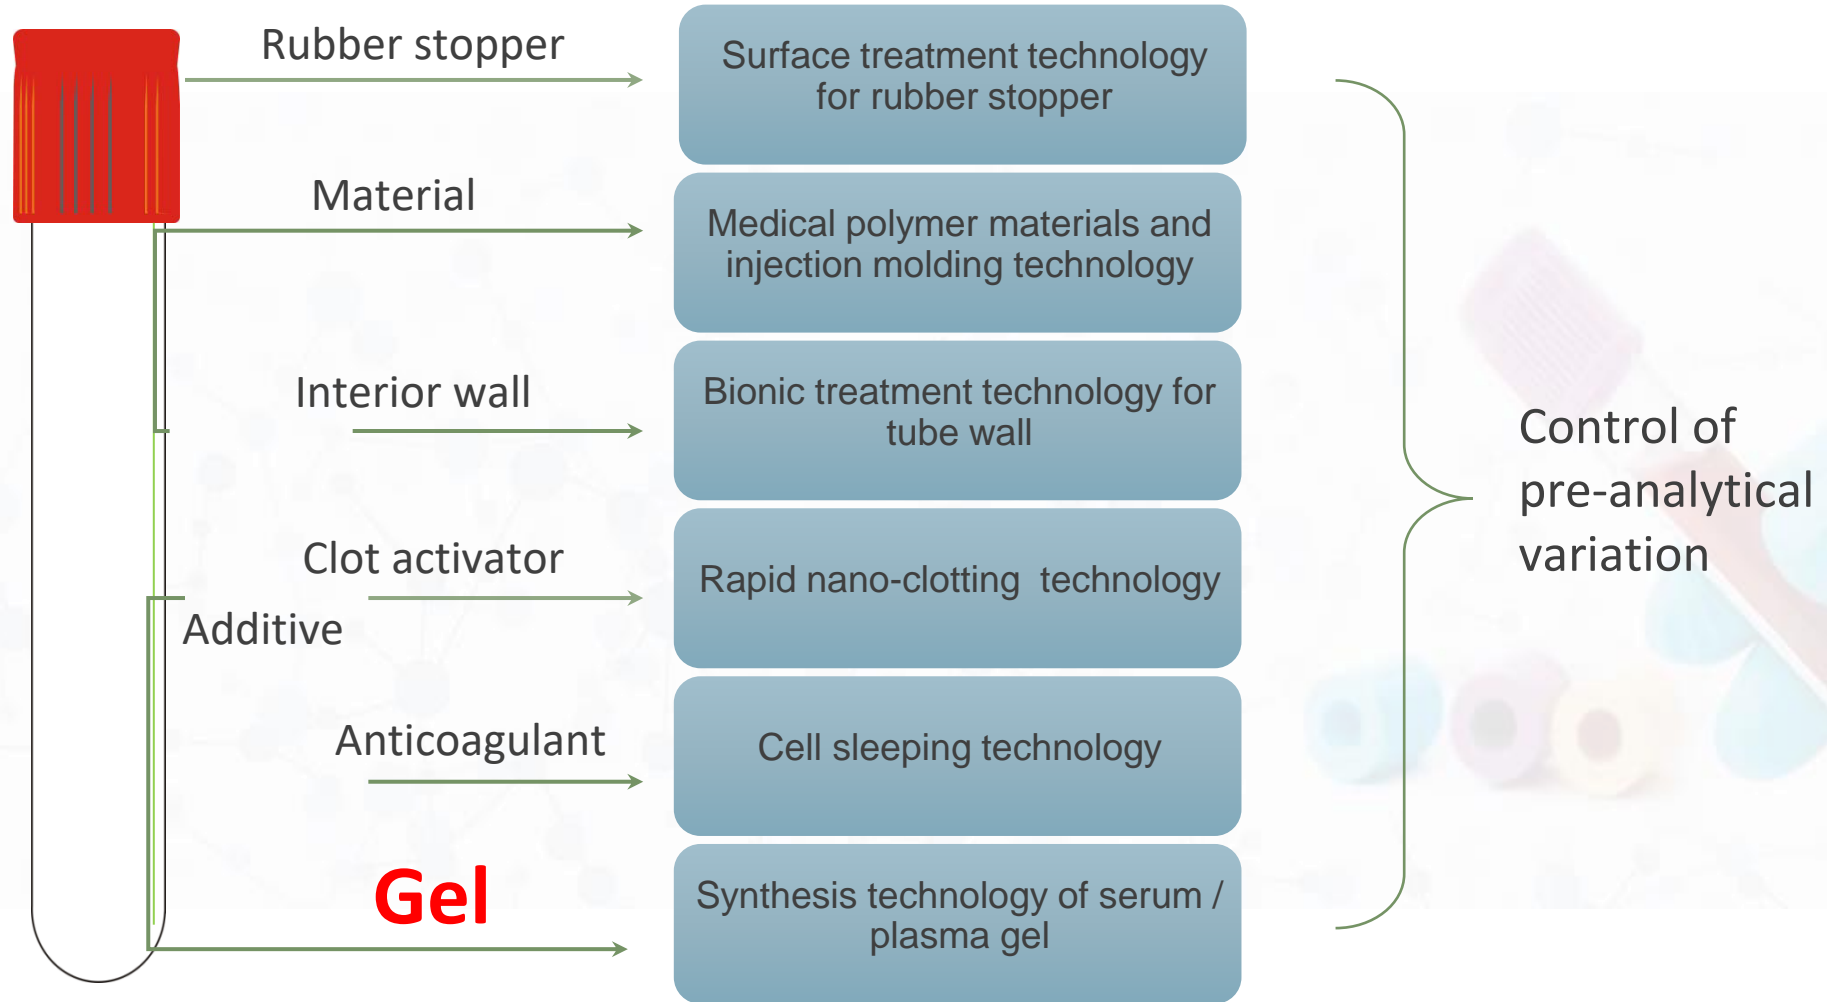 Rubber stopper
Surface treatment technology
for rubber stopper
Material
Medical polymer materials and
injection molding technology
Interior wall
Bionic treatment technology for
tube wall
Clot activator
Rapid nano-clotting  technology
Additive
Anticoagulant
Cell sleeping technology
Gel
Synthesis technology of serum /
plasma gel
Control of
pre-analytical
variation